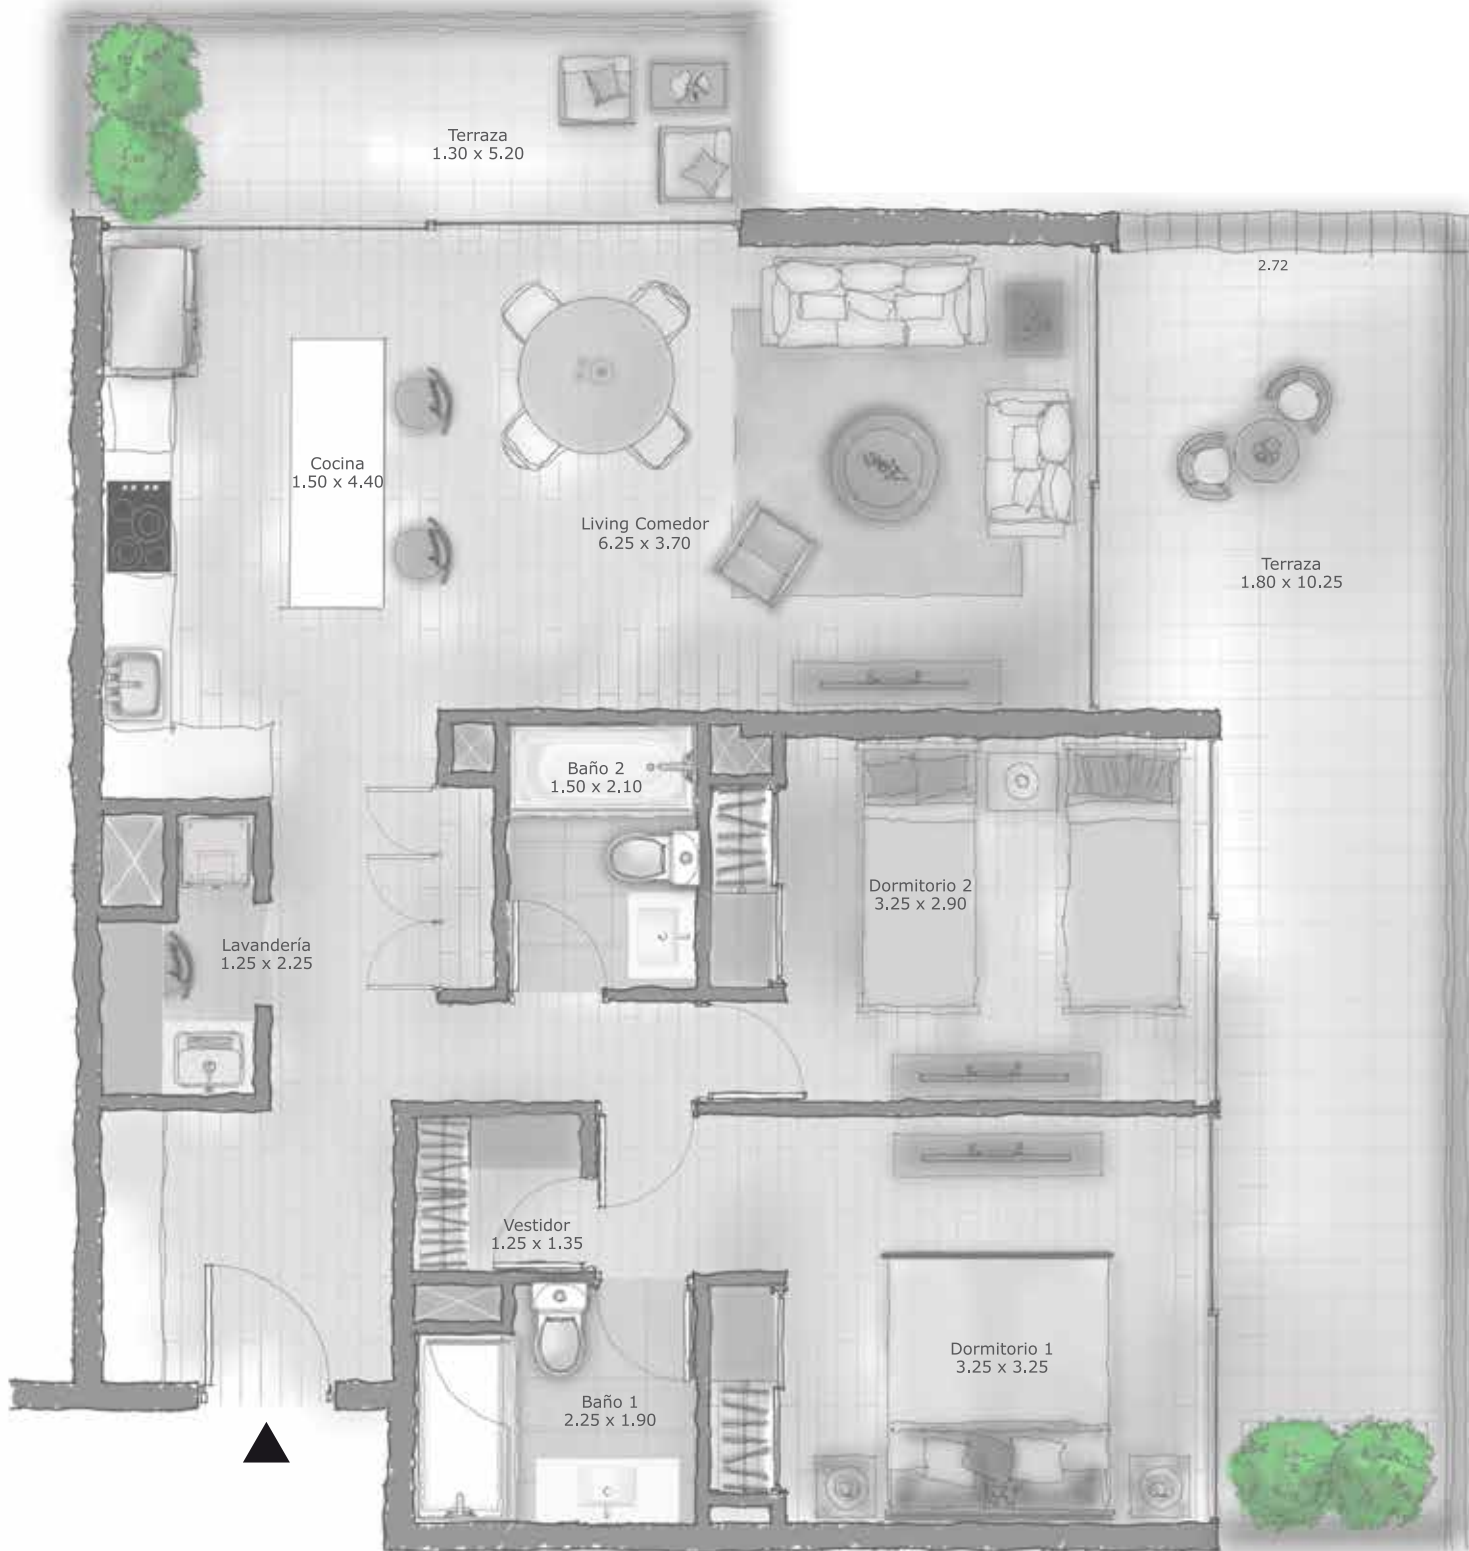 Terraza
1.30 x 5.20
2.72
Cocina
1.50 x 4.40
Living Comedor
6.25 x 3.70
Terraza
1.80 x 10.25
Baño 2
1.50 x 2.10
Dormitorio 2
3.25 x 2.90
Lavandería
1.25 x 2.25
Vestidor
1.25 x 1.35
Dormitorio 1
3.25 x 3.25
Baño 1
2.25 x 1.90